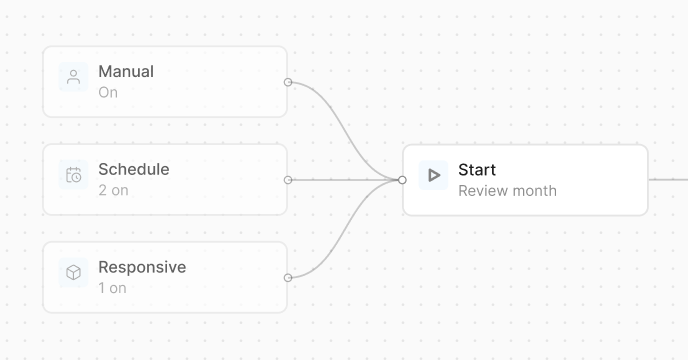 Manual
On
Schedule
2 on
Responsive
1 on
Start
Review month